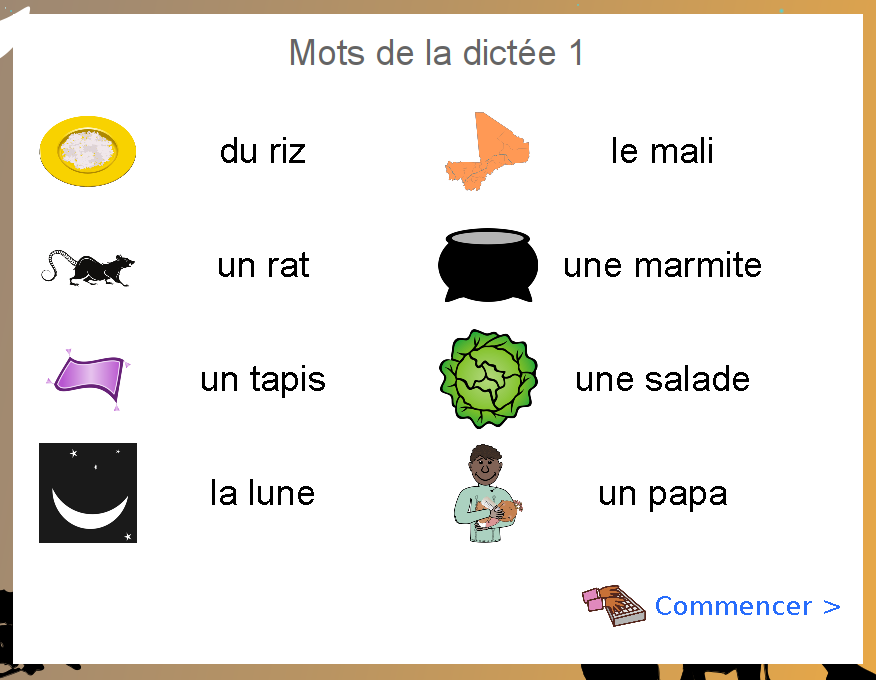 Mots de la dictée 1
du riz
le mali
un rat
une marmite
un tapis
une salade
la lune
un papa
Commencer >